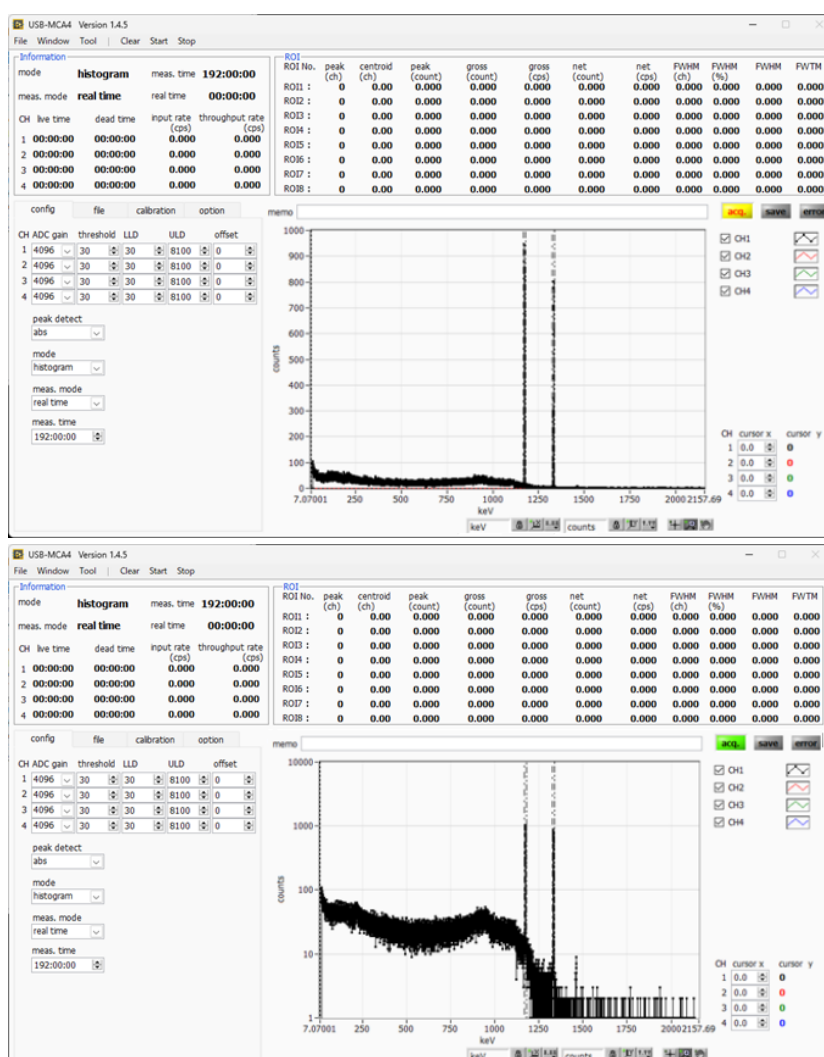 USB-MCA4 Version 1.4.5
File Window Tool | Clear Start Stop
Information
mode histogram meas. time 192:00:00
meas. mode real time real time 00:00:00
CH live time dead time input rate (cps) throughput rate (cps)
1 00:00:00 00:00:00 0.000 0.000
2 00:00:00 00:00:00 0.000 0.000
3 00:00:00 00:00:00 0.000 0.000
4 00:00:00 00:00:00 0.000 0.000
ROI
ROI No. peak (ch) centroid (ch) peak (count) gross (count) gross (cps) net (count) net (cps) FWHM (ch) FWHM (%) FWHM FWTM
ROI1 : 0 0.00 0.000 0.000 0.000 0.000 0.000 0.000 0.000 0.000 0.000
ROI2 : 0 0.00 0.000 0.000 0.000 0.000 0.000 0.000 0.000 0.000 0.000
ROI3 : 0 0.00 0.000 0.000 0.000 0.000 0.000 0.000 0.000 0.000 0.000
ROI4 : 0 0.00 0.000 0.000 0.000 0.000 0.000 0.000 0.000 0.000 0.000
ROI5 : 0 0.00 0.000 0.000 0.000 0.000 0.000 0.000 0.000 0.000 0.000
ROI6 : 0 0.00 0.000 0.000 0.000 0.000 0.000 0.000 0.000 0.000 0.000
ROI7 : 0 0.00 0.000 0.000 0.000 0.000 0.000 0.000 0.000 0.000 0.000
ROI8 : 0 0.00 0.000 0.000 0.000 0.000 0.000 0.000 0.000 0.000 0.000
config file calibration option
CH ADC gain threshold LLD ULD offset
1 4096 30 30 8100 0
2 4096 30 30 8100 0
3 4096 30 30 8100 0
4 4096 30 30 8100 0
peak detect
abs
mode
histogram
meas. mode
real time
meas. time
192:00:00
memo
acq. save error
1000
900
800
700
600
500
400
300
200
100
0
counts
7.07001 250 500 750 1000 1250 1500 1750 2000 2157.69
keV
keV counts
CH1
CH2
CH3
CH4
CH cursor x cursor y
1 0.0 0
2 0.0 0
3 0.0 0
4 0.0 0
USB-MCA4 Version 1.4.5
File Window Tool | Clear Start Stop
Information
mode histogram meas. time 192:00:00
meas. mode real time real time 00:00:00
CH live time dead time input rate (cps) throughput rate (cps)
1 00:00:00 00:00:00 0.000 0.000
2 00:00:00 00:00:00 0.000 0.000
3 00:00:00 00:00:00 0.000 0.000
4 00:00:00 00:00:00 0.000 0.000
ROI
ROI No. peak (ch) centroid (ch) peak (count) gross (count) gross (cps) net (count) net (cps) FWHM (ch) FWHM (%) FWHM FWTM
ROI1 : 0 0.00 0.000 0.000 0.000 0.000 0.000 0.000 0.000 0.000 0.000
ROI2 : 0 0.00 0.000 0.000 0.000 0.000 0.000 0.000 0.000 0.000 0.000
ROI3 : 0 0.00 0.000 0.000 0.000 0.000 0.000 0.000 0.000 0.000 0.000
ROI4 : 0 0.00 0.000 0.000 0.000 0.000 0.000 0.000 0.000 0.000 0.000
ROI5 : 0 0.00 0.000 0.000 0.000 0.000 0.000 0.000 0.000 0.000 0.000
ROI6 : 0 0.00 0.000 0.000 0.000 0.000 0.000 0.000 0.000 0.000 0.000
ROI7 : 0 0.00 0.000 0.000 0.000 0.000 0.000 0.000 0.000 0.000 0.000
ROI8 : 0 0.00 0.000 0.000 0.000 0.000 0.000 0.000 0.000 0.000 0.000
config file calibration option
CH ADC gain threshold LLD ULD offset
1 4096 30 30 8100 0
2 4096 30 30 8100 0
3 4096 30 30 8100 0
4 4096 30 30 8100 0
peak detect
abs
mode
histogram
meas. mode
real time
meas. time
192:00:00
memo
acq. save error
10000
1000
100
10
1
counts
7.07001 250 500 750 1000 1250 1500 1750 2000 2157.69
keV
keV counts
CH1
CH2
CH3
CH4
CH cursor x cursor y
1 0.0 0
2 0.0 0
3 0.0 0
4 0.0 0